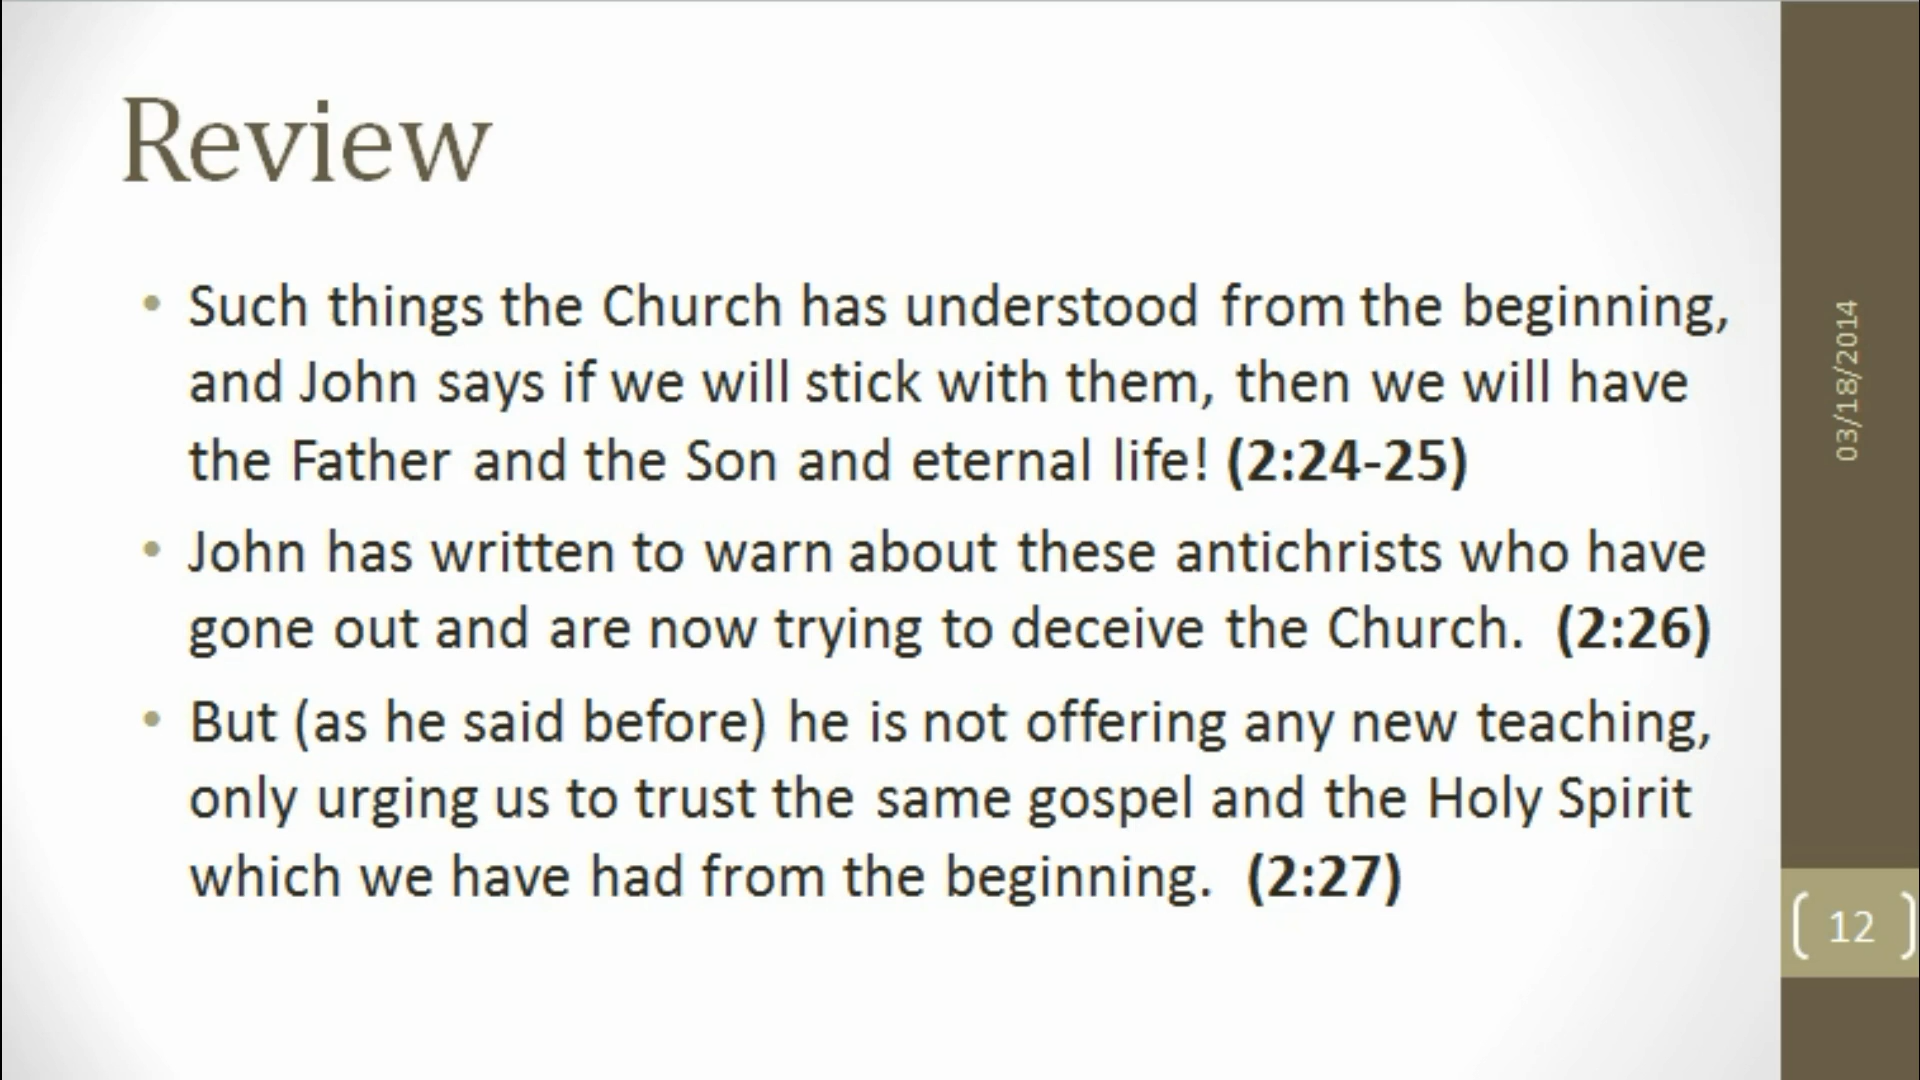 Review
• Such things the Church has understood from the beginning,
and John says if we will stick with them, then we will have
the Father and the Son and eternal life! (2:24-25)
• John has written to warn about these antichrists who have
gone out and are now trying to deceive the Church.  (2:26)
• But (as he said before) he is not offering any new teaching,
only urging us to trust the same gospel and the Holy Spirit
which we have had from the beginning.  (2:27)
03/18/2014
12